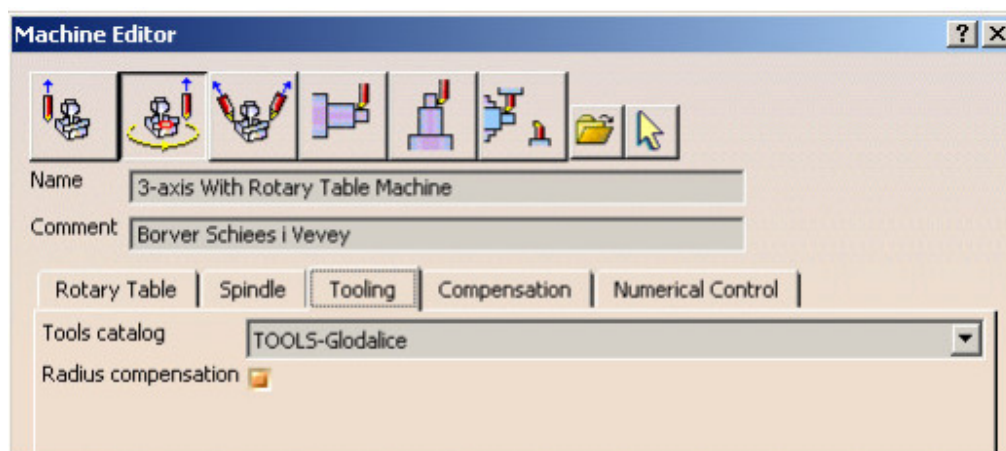 Machine Editor
Name 3-axis With Rotary Table Machine
Comment Borver Schiees i Vevey
Rotary Table Spindle Tooling Compensation Numerical Control
Tools catalog TOOLS-Glodalice
Radius compensation